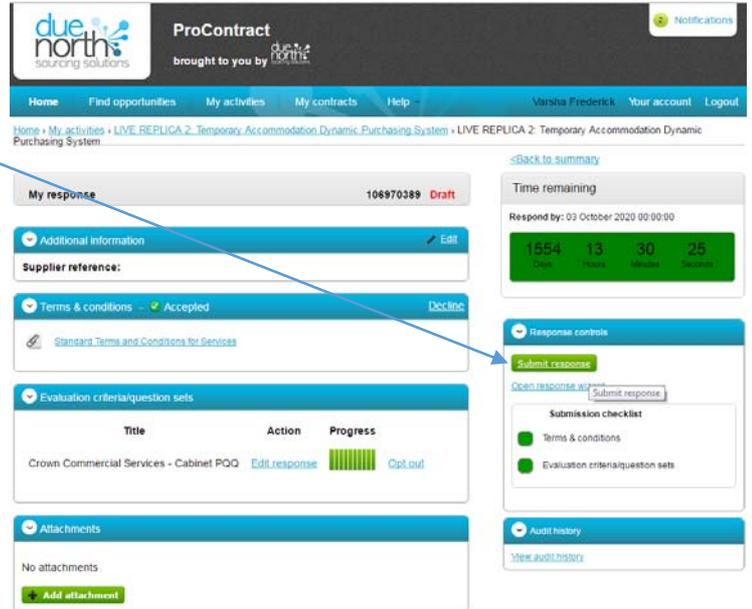 due north
sourcing solutions
ProContract
brought to you by due north
2 Notifications
Home Find opportunities My activities My contracts Help Varsha Frederick Your account Logout
Home › My activities › LIVE REPLICA 2: Temporary Accommodation Dynamic Purchasing System › LIVE REPLICA 2: Temporary Accommodation Dynamic
Purchasing System
<Back to summary
My response 106970389 Draft
Additional information Edit
Supplier reference:
Terms & conditions - Accepted Decline
Standard Terms and Conditions for Services
Evaluation criteria/question sets
Title Action Progress
Crown Commercial Services - Cabinet PQQ Edit response Opt out
Attachments
No attachments
+ Add attachment
Time remaining
Respond by: 03 October 2020 00:00:00
1554 13 30 25
Days Hours Minutes Seconds
Response controls
Submit response
Open response wizard
Submit response
Submission checklist
Terms & conditions
Evaluation criteria/question sets
Audit history
View audit history